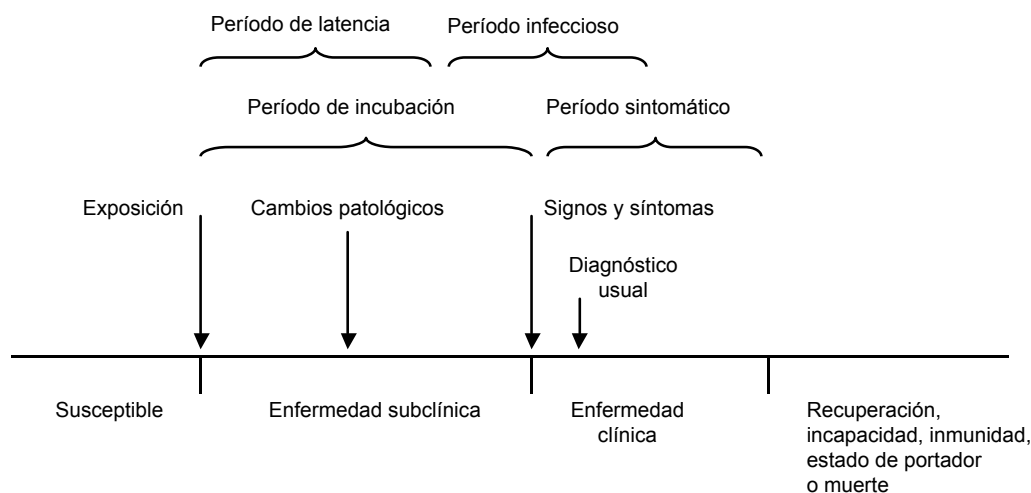 Período de latencia
Período infeccioso
Período de incubación
Período sintomático
Exposición
Cambios patológicos
Signos y síntomas
Diagnóstico
usual
Susceptible
Enfermedad subclínica
Enfermedad
clínica
Recuperación,
incapacidad, inmunidad,
estado de portador
o muerte